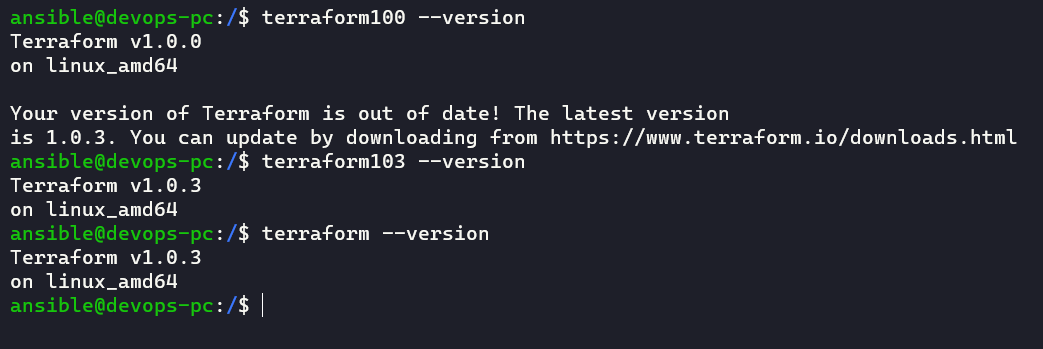 ansible@devops-pc:/$ terraform100 --version
Terraform v1.0.0
on linux_amd64
Your version of Terraform is out of date! The latest version
is 1.0.3. You can update by downloading from https://www.terraform.io/downloads.html
ansible@devops-pc:/$ terraform103 --version
Terraform v1.0.3
on linux_amd64
ansible@devops-pc:/$ terraform --version
Terraform v1.0.3
on linux_amd64
ansible@devops-pc:/$